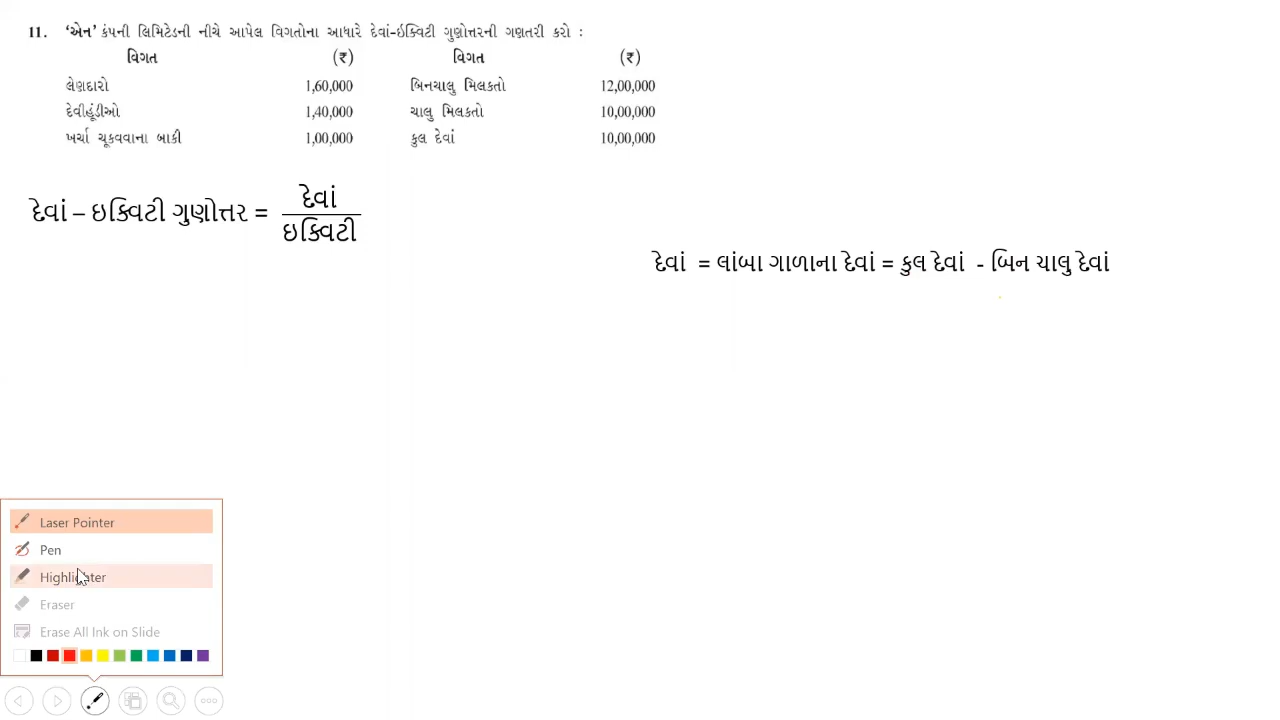 11. ‘એન’ કંપની લિમિટેડની નીચે આપેલ વિગતોના આધારે દેવાં-ઇક્વિટી ગુણોત્તરની ગણતરી કરો :
વિગત (₹) વિગત (₹)
લેણદારો 1,60,000 બિનચાલુ મિલકતો 12,00,000
દેવીહૂંડીઓ 1,40,000 ચાલુ મિલકતો 10,00,000
ખર્ચા ચૂકવવાના બાકી 1,00,000 કુલ દેવાં 10,00,000
દેવાં – ઇક્વિટી ગુણોત્તર = દેવાં
ઇક્વિટી
દેવાં = લાંબા ગાળાના દેવાં = કુલ દેવાં - બિન ચાલુ દેવાં
Laser Pointer
Pen
Highlighter
Eraser
Erase All Ink on Slide